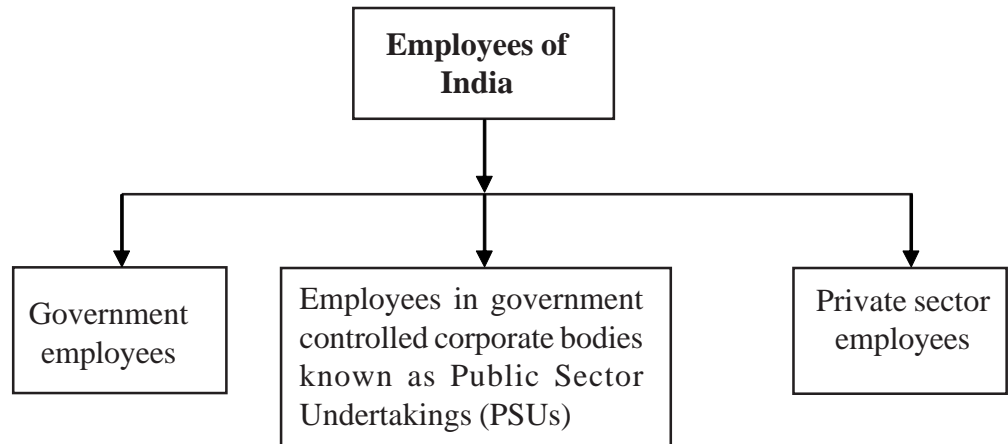 Employees of
India
Government
employees
Employees in government
controlled corporate bodies
known as Public Sector
Undertakings (PSUs)
Private sector
employees